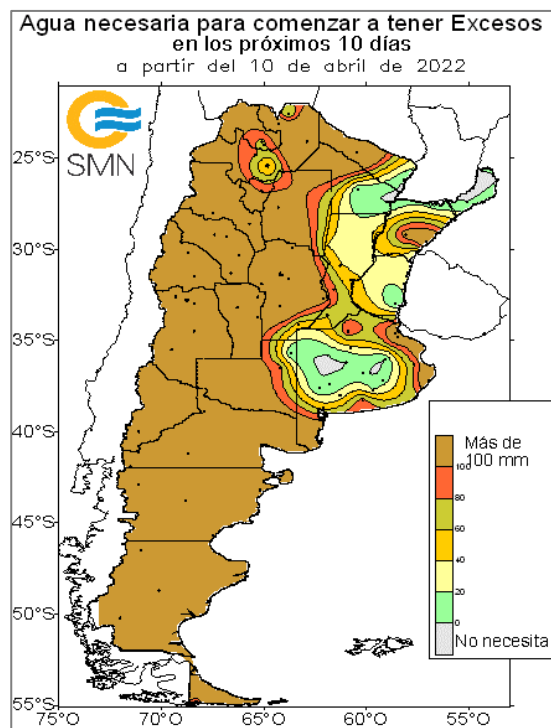 Agua necesaria para comenzar a tener Excesos
en los próximos 10 días
a partir del 10 de abril de 2022
SMN
25°S
30°S
35°S
40°S
45°S
50°S
55°S
75°O 70°O 65°O 60°O 55°O
Más de
100 mm
100
80
60
40
20
0
No necesita